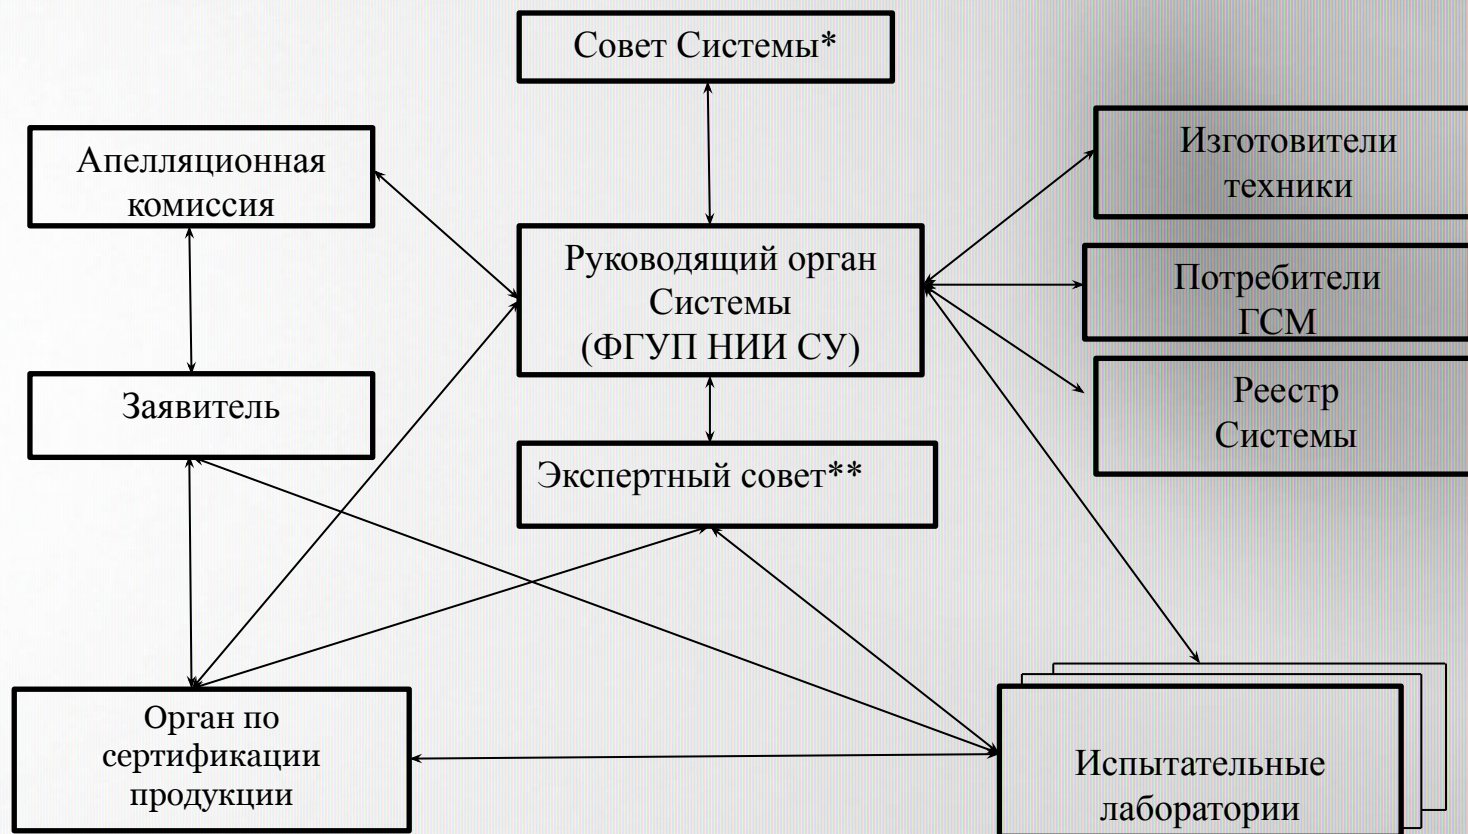 Совет Системы*
Апелляционная
комиссия
Изготовители
техники
Руководящий орган
Системы
(ФГУП НИИ СУ)
Потребители
ГСМ
Заявитель
Реестр
Системы
Экспертный совет**
Орган по
сертификации
продукции
Испытательные
лаборатории